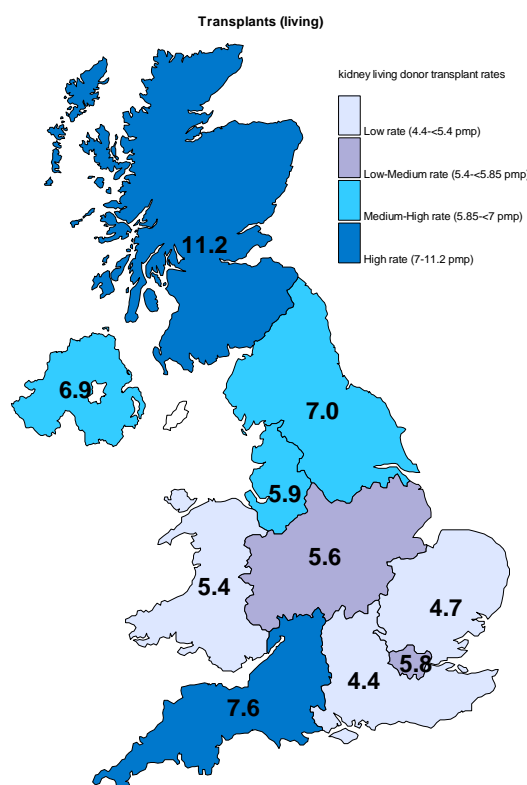 Transplants (living)
kidney living donor transplant rates
Low rate (4.4-<5.4 pmp)
Low-Medium rate (5.4-<5.85 pmp)
Medium-High rate (5.85-<7 pmp)
High rate (7-11.2 pmp)
11.2
6.9
7.0
5.9
5.6
5.4
4.7
5.8
4.4
7.6